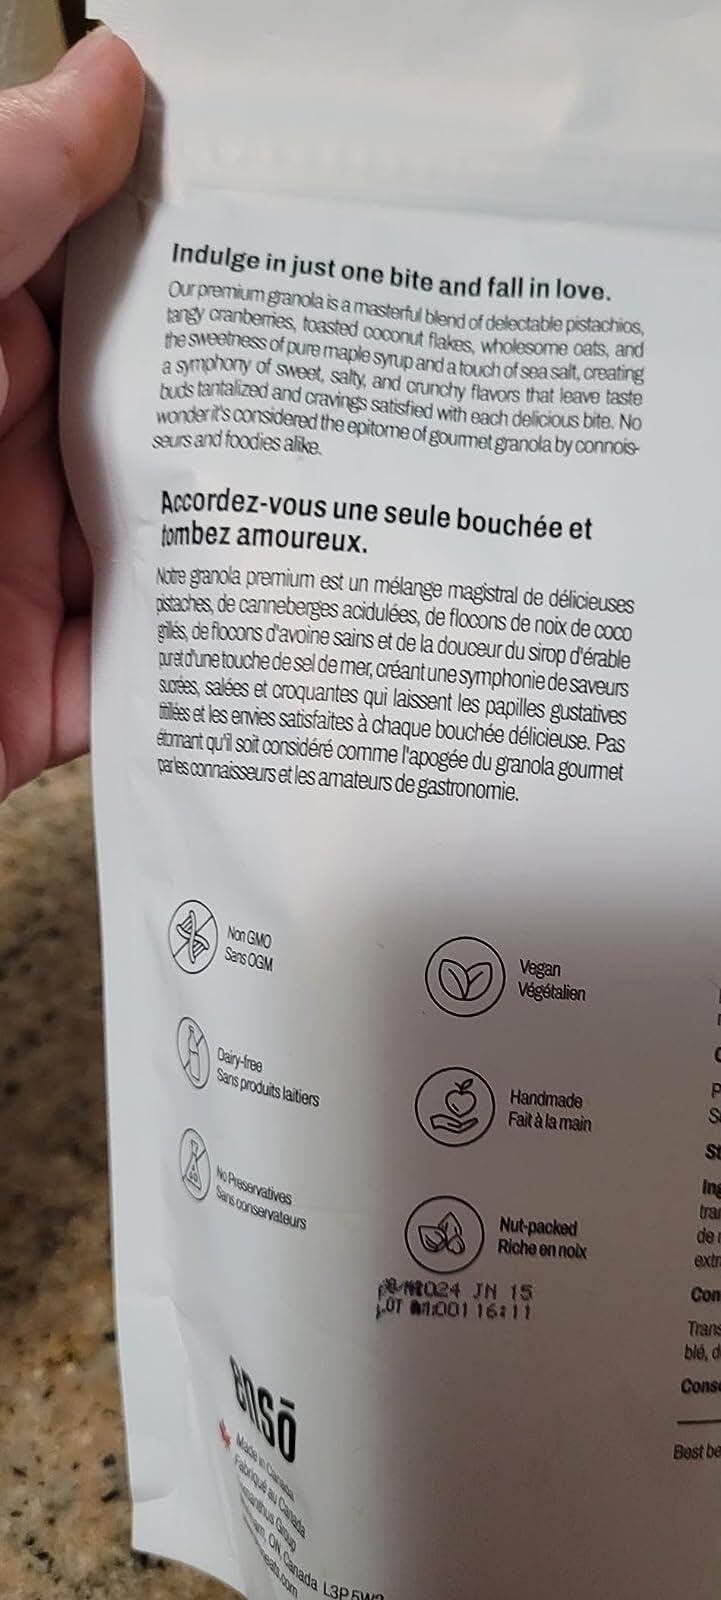 Indulge in just one bite and fall in love.
Our premium granola is a masterful blend of delectable pistachios,
tangy cranberries, toasted coconut flakes, wholesome oats, and
the sweetness of pure maple syrup and a touch of sea salt, creating
a symphony of sweet, salty, and crunchy flavors that leave taste
buds tantalized and cravings satisfied with each delicious bite. No
wonder it's considered the epitome of gourmet granola by connois-
seurs and foodies alike.
Accordez-vous une seule bouchée et
tombez amoureux.
Notre granola premium est un mélange magistral de délicieuses
pistaches, de canneberges acidulées, de flocons de noix de coco
grillés, de flocons d'avoine sains et de la douceur du sirop d'érable
pur et d'une touche de sel de mer, créant une symphonie de saveurs
sucrées, salées et croquantes qui laissent les papilles gustatives
titillées et les envies satisfaites à chaque bouchée délicieuse. Pas
étonnant qu'il soit considéré comme l'apogée du granola gourmet
par les connaisseurs et les amateurs de gastronomie.
Non GMO
Sans OGM
Vegan
Végétalien
Dairy-free
Sans produits laitiers
Handmade
Fait à la main
No Preservatives
Sans conservateurs
Nut-packed
Riche en noix
2024 JN 15
LOT 16:11
ensō
Made in Canada
Fabriqué au Canada
Group
ON, Canada L3P
Best